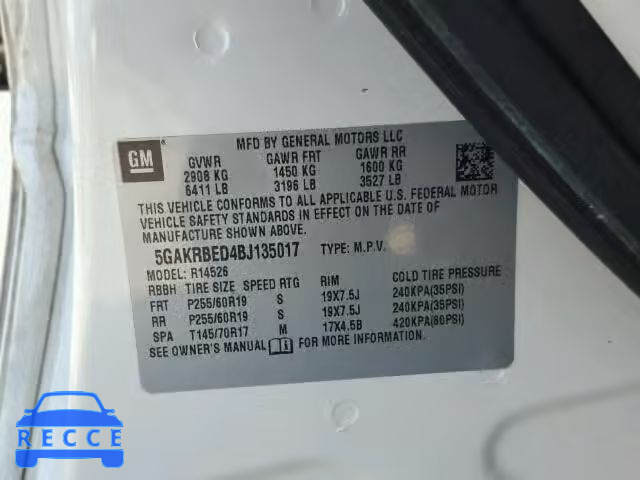 MFD BY GENERAL MOTORS LLC
GM
GVWR GAWR FRT GAWR RR
2908 KG 1450 KG 1600 KG
6411 LB 3196 LB 3527 LB
THIS VEHICLE CONFORMS TO ALL APPLICABLE U.S. FEDERAL MOTOR
VEHICLE SAFETY STANDARDS IN EFFECT ON THE DATE OF
MANUFACTURE SHOWN ABOVE.
5GAKRBED4BJ135017 TYPE: M.P.V.
MODEL: R14526
RBBH TIRE SIZE SPEED RTG RIM COLD TIRE PRESSURE
FRT P255/60R19 S 19X7.5J 240KPA(35PSI)
RR P255/60R19 S 19X7.5J 240KPA(35PSI)
SPA T145/70R17 M 17X4.5B 420KPA(60PSI)
SEE OWNER'S MANUAL FOR MORE INFORMATION.
RECCE